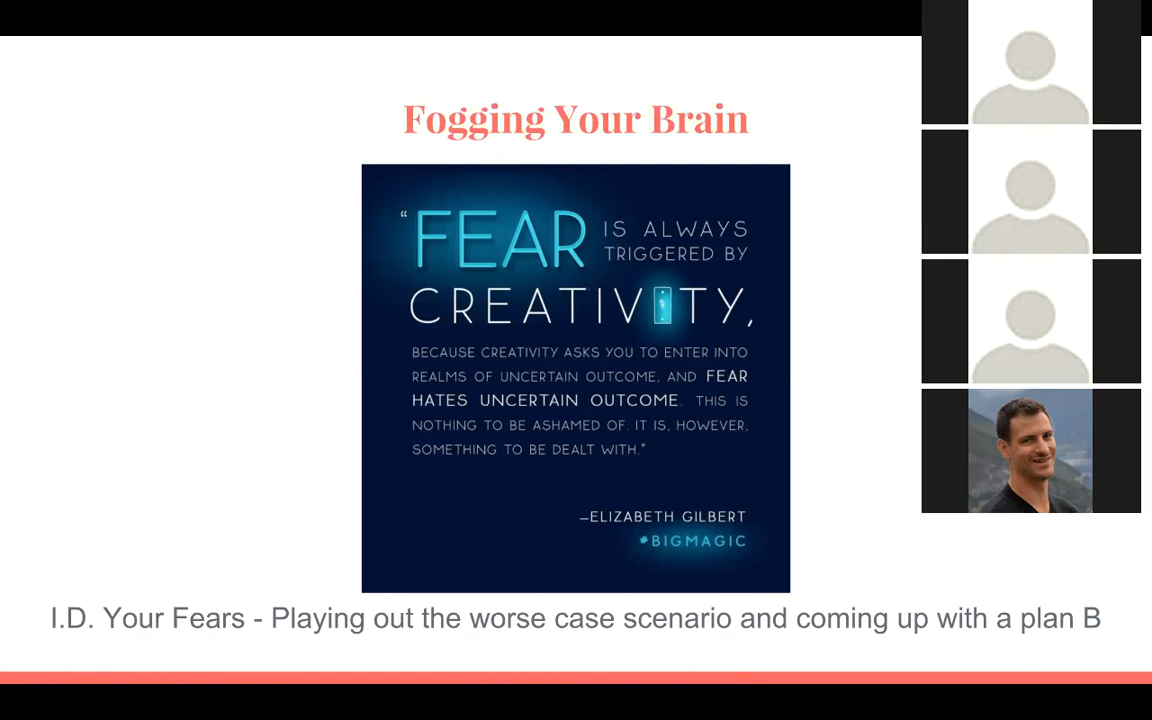 Fogging Your Brain
“FEAR IS ALWAYS
TRIGGERED BY
CREATIVITY,
BECAUSE CREATIVITY ASKS YOU TO ENTER INTO
REALMS OF UNCERTAIN OUTCOME, AND FEAR
HATES UNCERTAIN OUTCOME. THIS IS
NOTHING TO BE ASHAMED OF. IT IS, HOWEVER,
SOMETHING TO BE DEALT WITH."
—ELIZABETH GILBERT
#BIGMAGIC
I.D. Your Fears - Playing out the worse case scenario and coming up with a plan B